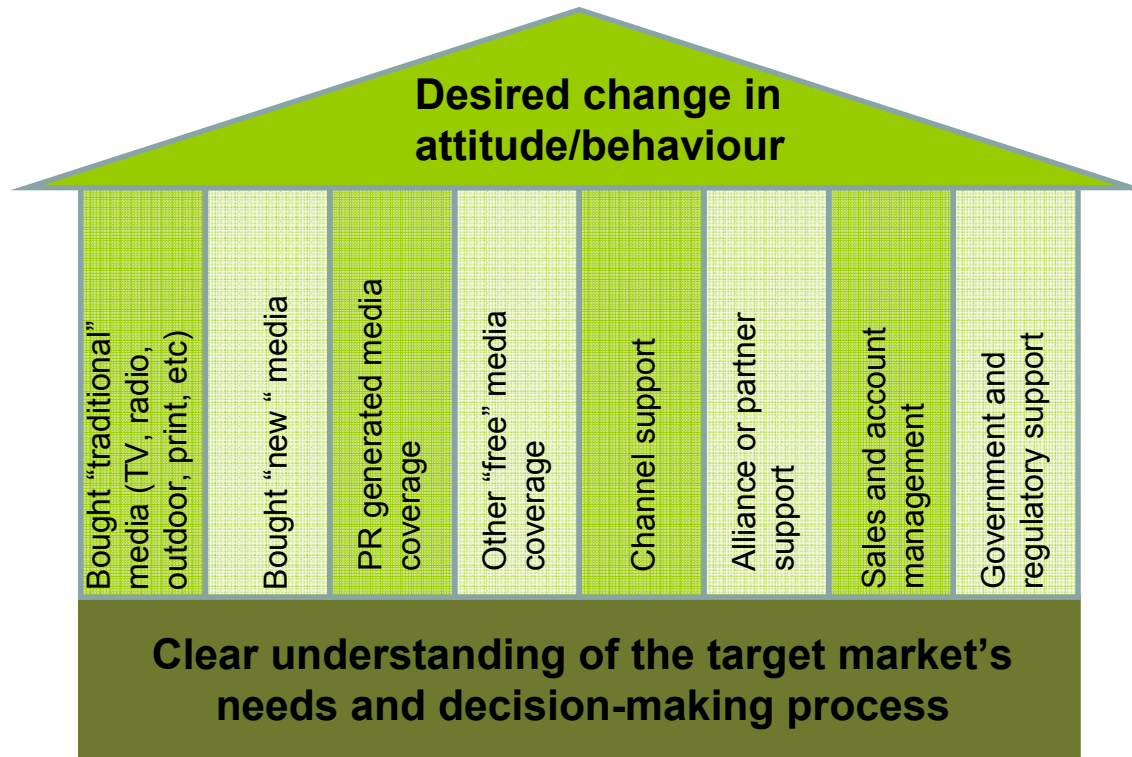 Desired change in
attitude/behaviour
Bought “traditional”
media (TV, radio,
outdoor, print, etc)
Bought “new “ media
PR generated media
coverage
Other “free” media
coverage
Channel support
Alliance or partner
support
Sales and account
management
Government and
regulatory support
Clear understanding of the target market’s
needs and decision-making process